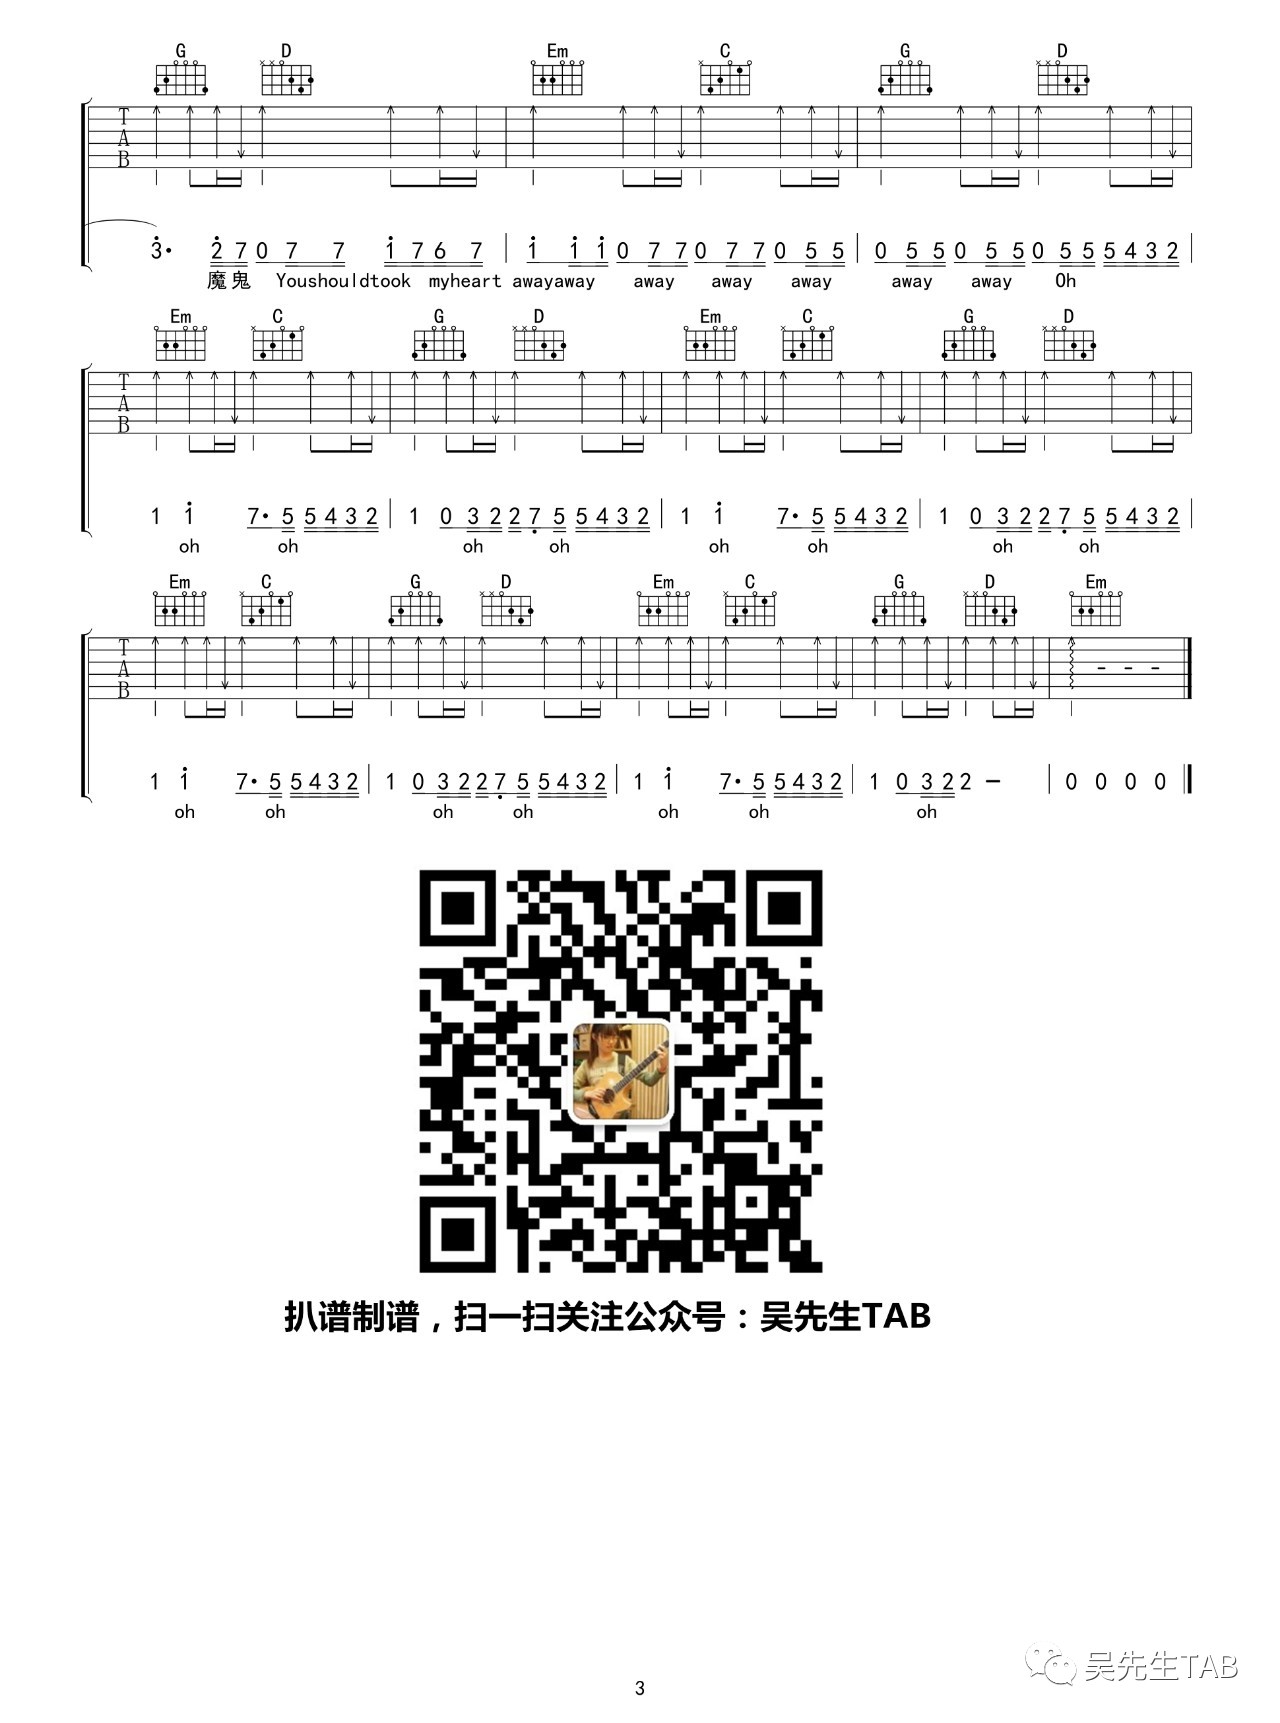 G D Em C G D
T
A
B
3· 2 7 0 7 7 1 7 6 7 1 1 1 0 7 7 0 7 7 0 5 5 0 5 5 0 5 5 0 5 5 5 4 3 2
魔鬼 Youshouldtook myheart awayaway away away away away away Oh
Em C G D Em C G D
T
A
B
1 1 7· 5 5 4 3 2 1 0 3 2 2 7 5 5 4 3 2 1 1 7· 5 5 4 3 2 1 0 3 2 2 7 5 5 4 3 2
oh oh oh oh oh oh oh oh
Em C G D Em C G D Em
T
A
B
- - -
1 1 7· 5 5 4 3 2 1 0 3 2 2 7 5 5 4 3 2 1 1 7· 5 5 4 3 2 1 0 3 2 2 – 0 0 0 0
oh oh oh oh oh oh oh
扒谱制谱，扫一扫关注公众号：吴先生TAB
吴先生TAB
3